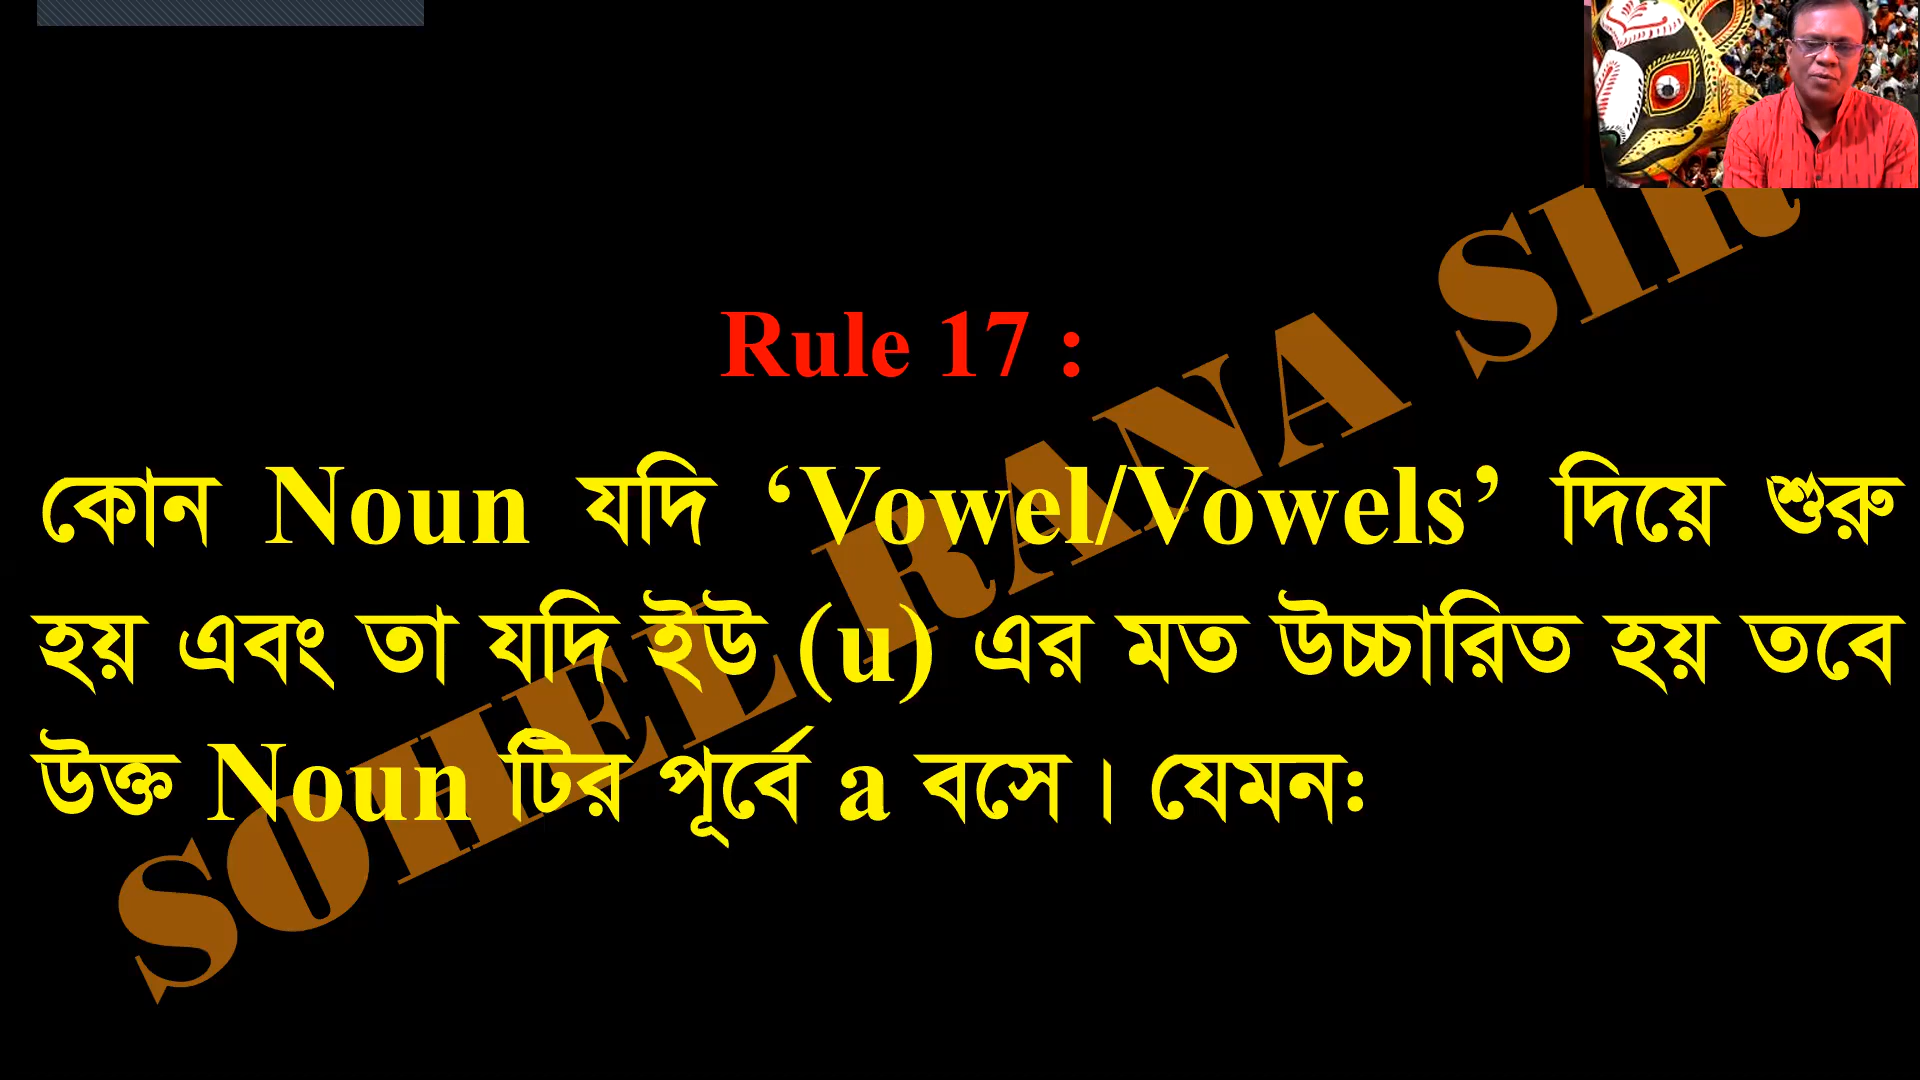 Rule 17 :
কোন Noun যদি ‘Vowel/Vowels’ দিয়ে শুরু
হয় এবং তা যদি ইউ (u) এর মত উচ্চারিত হয় তবে
উক্ত Noun টির পূর্বে a বসে। যেমনঃ
SOHEL RANA SIR